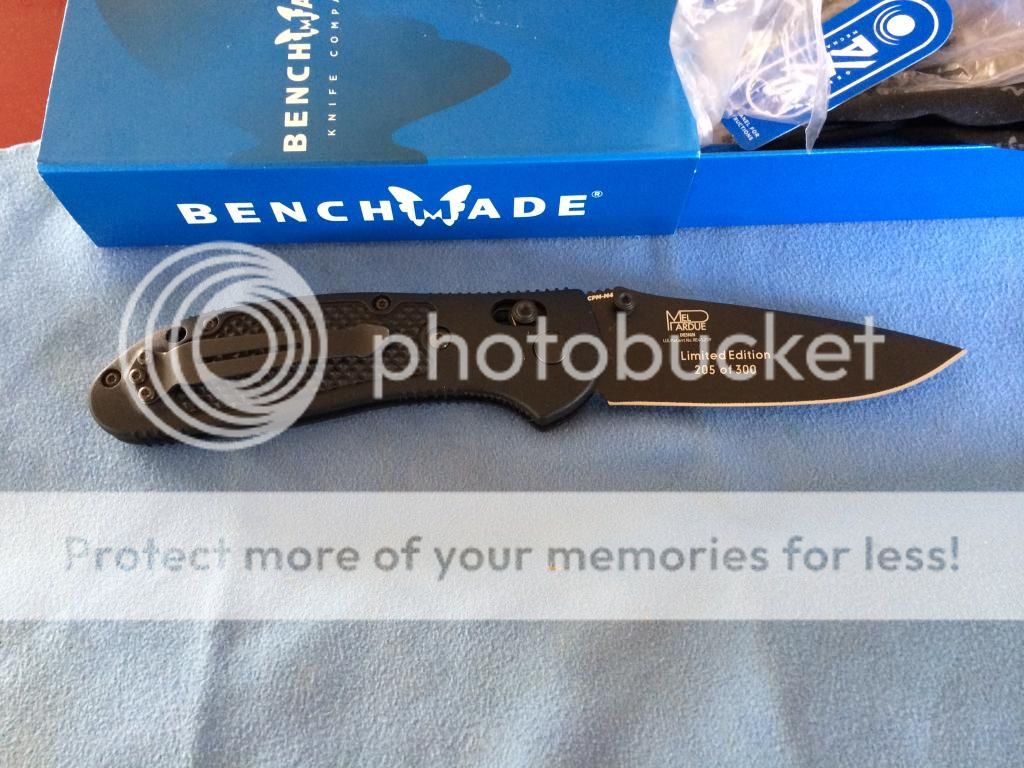 BENCHMADE
KNIFE COMPA
BENCHMADE®
CPM-M4
MEL
PARDUE
DESIGN
Limited Edition
205 of 300
photobucket
Protect more of your memories for less!